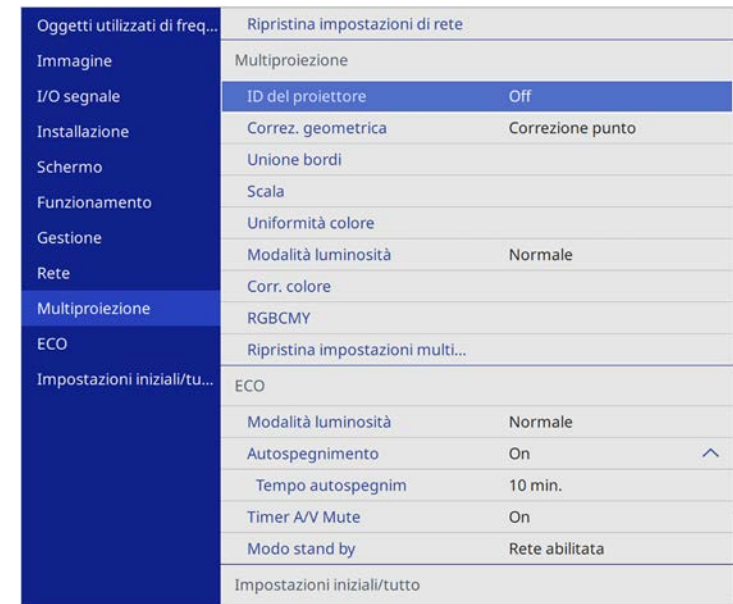 Oggetti utilizzati di freq...
Immagine
I/O segnale
Installazione
Schermo
Funzionamento
Gestione
Rete
Multiproiezione
ECO
Impostazioni iniziali/tu...
Ripristina impostazioni di rete
Multiproiezione
ID del proiettore Off
Correz. geometrica Correzione punto
Unione bordi
Scala
Uniformità colore
Modalità luminosità Normale
Corr. colore
RGBCMY
Ripristina impostazioni multi...
ECO
Modalità luminosità Normale
Autospegnimento On
Tempo autospegnim 10 min.
Timer A/V Mute On
Modo stand by Rete abilitata
Impostazioni iniziali/tutto